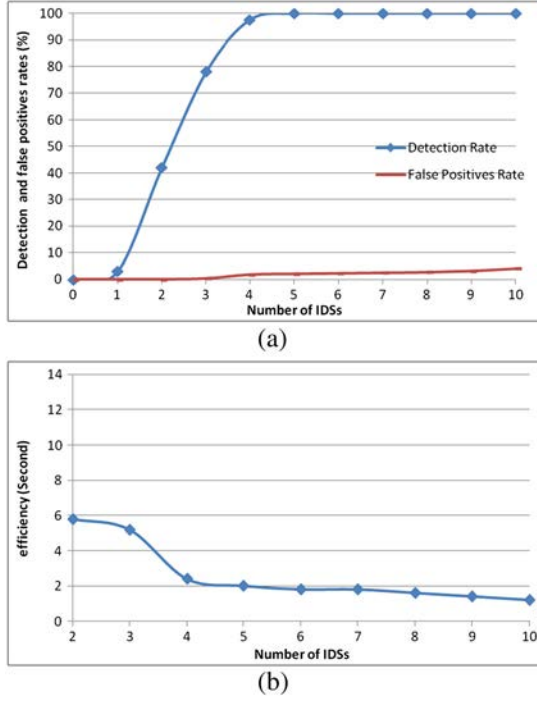 Detection and false positives rates (%)
100
90
80
70
60
50
40
30
20
10
0
0 1 2 3 4 5 6 7 8 9 10
Number of IDSs
Detection Rate
False Positives Rate
(a)
efficiency (Second)
14
12
10
8
6
4
2
0
2 3 4 5 6 7 8 9 10
Number of IDSs
(b)